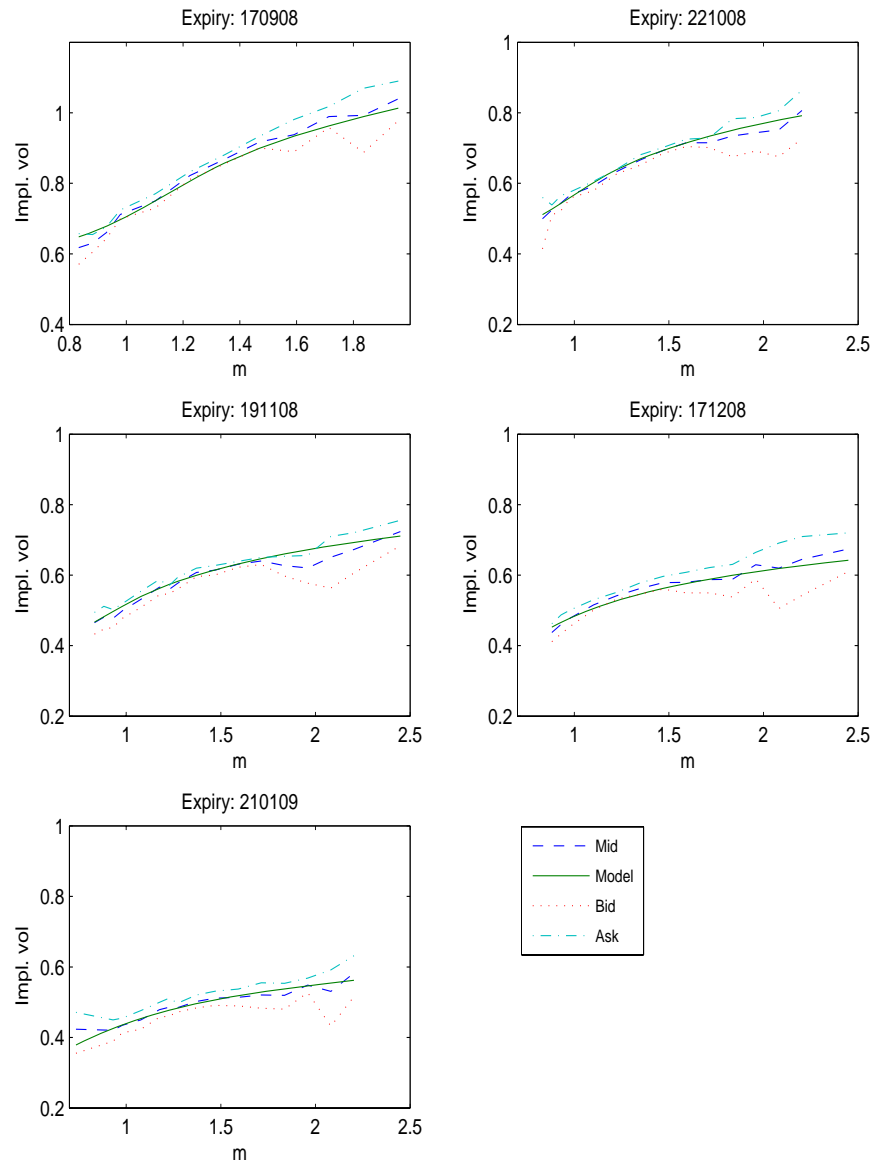 Expiry: 170908
Impl. vol
1
0.8
0.6
0.4
0.8 1 1.2 1.4 1.6 1.8
m
Expiry: 221008
Impl. vol
1
0.8
0.6
0.4
0.2
1 1.5 2 2.5
m
Expiry: 191108
Impl. vol
1
0.8
0.6
0.4
0.2
1 1.5 2 2.5
m
Expiry: 171208
Impl. vol
1
0.8
0.6
0.4
0.2
1 1.5 2 2.5
m
Expiry: 210109
Impl. vol
1
0.8
0.6
0.4
0.2
1 1.5 2 2.5
m
Mid
Model
Bid
Ask